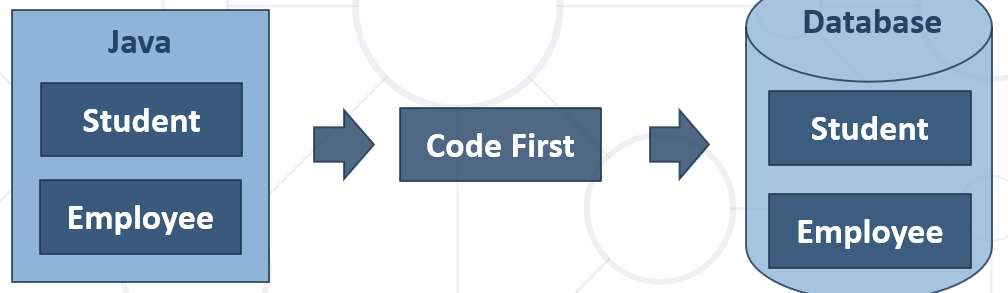 Java
Student
Employee
Code First
Database
Student
Employee